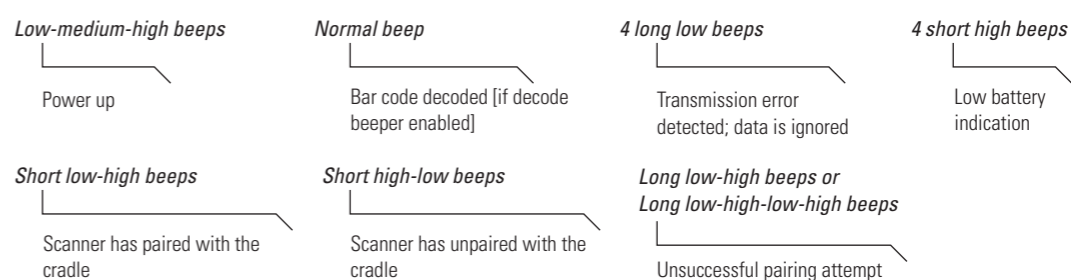 Low-medium-high beeps
Power up
Normal beep
Bar code decoded [if decode
beeper enabled]
4 long low beeps
Transmission error
detected; data is ignored
4 short high beeps
Low battery
indication
Short low-high beeps
Scanner has paired with the
cradle
Short high-low beeps
Scanner has unpaired with the
cradle
Long low-high beeps or
Long low-high-low-high beeps
Unsuccessful pairing attempt